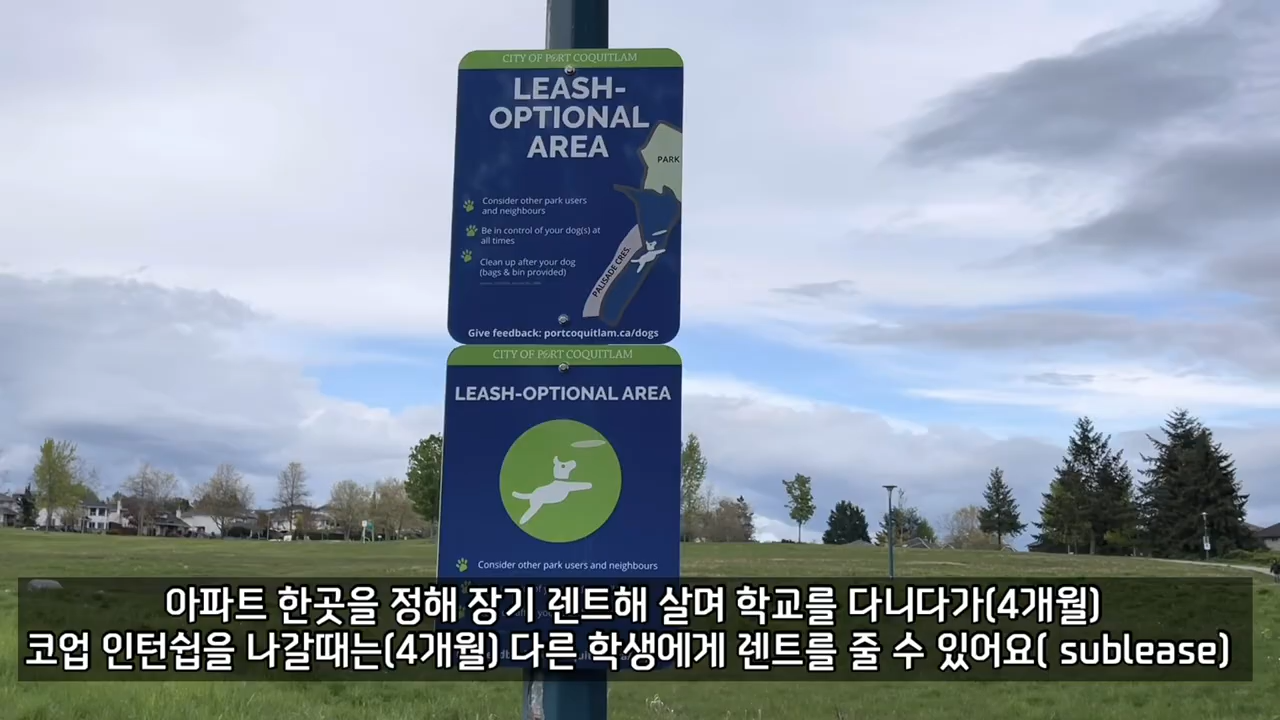 CITY OF PORT COQUITLAM
LEASH-
OPTIONAL
AREA
PARK
Consider other park users
and neighbours
Be in control of your dog(s) at
all times
Clean up after your dog
(bags & bin provided)
PALISADE CRES.
Give feedback: portcoquitlam.ca/dogs
CITY OF PORT COQUITLAM
LEASH-OPTIONAL AREA
Consider other park users and neighbours
아파트 한곳을 정해 장기 렌트해 살며 학교를 다니다가(4개월)
코업 인턴쉽을 나갈때는(4개월) 다른 학생에게 렌트를 줄 수 있어요( sublease)